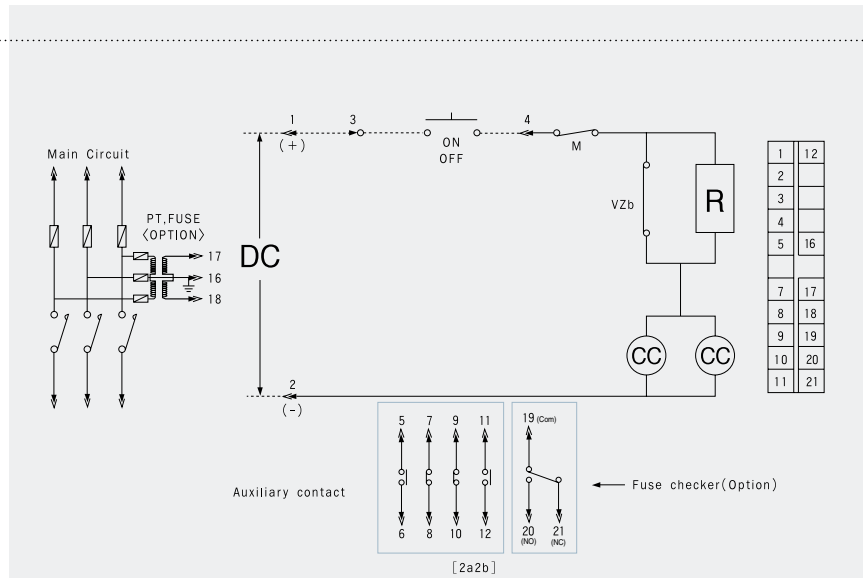 Main Circuit
PT,FUSE
〈OPTION〉
17
16
18
DC
1
(+)
3
ON
OFF
4
M
VZb
R
CC
CC
2
(-)
1 12
2
3
4
5 16
7 17
8 18
9 19
10 20
11 21
Auxiliary contact
5 7 9 11
6 8 10 12
[2a2b]
19 (Com)
20 21
(NO) (NC)
Fuse checker(Option)